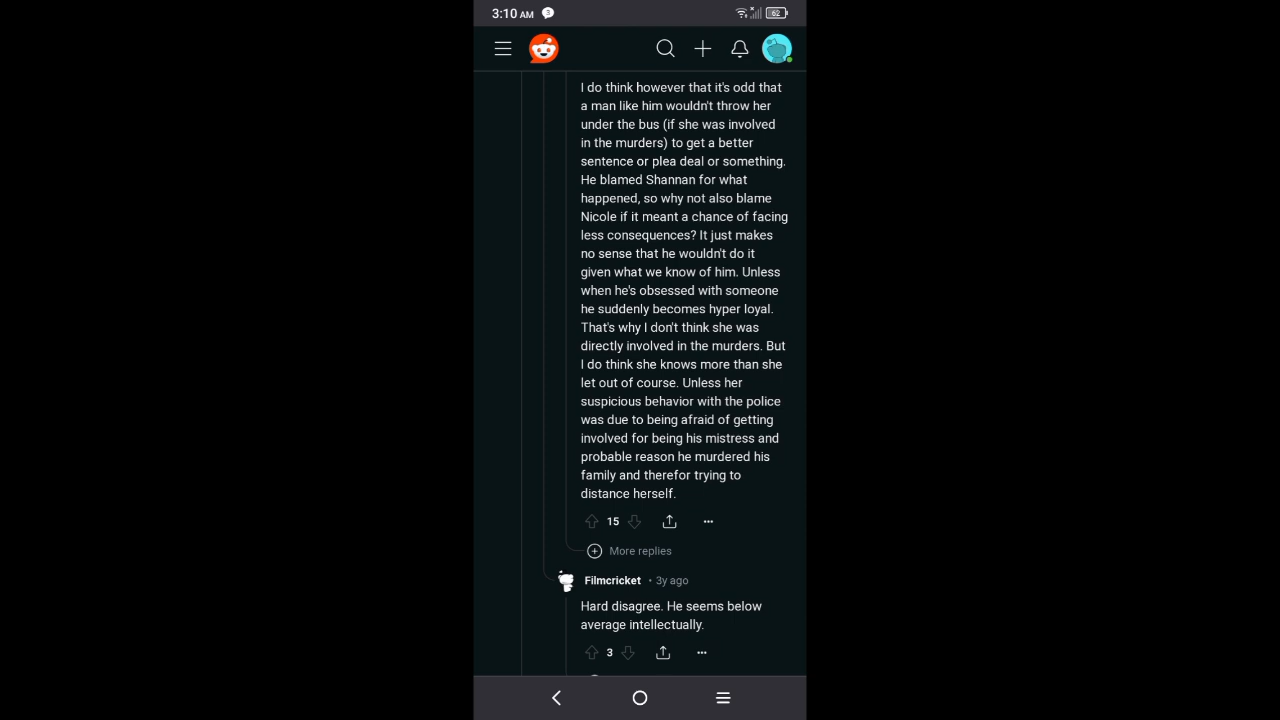 3:10 AM 3
62
I do think however that it's odd that
a man like him wouldn't throw her
under the bus (if she was involved
in the murders) to get a better
sentence or plea deal or something.
He blamed Shannan for what
happened, so why not also blame
Nicole if it meant a chance of facing
less consequences? It just makes
no sense that he wouldn't do it
given what we know of him. Unless
when he's obsessed with someone
he suddenly becomes hyper loyal.
That's why I don't think she was
directly involved in the murders. But
I do think she knows more than she
let out of course. Unless her
suspicious behavior with the police
was due to being afraid of getting
involved for being his mistress and
probable reason he murdered his
family and therefor trying to
distance herself.
15
More replies
Filmcricket • 3y ago
Hard disagree. He seems below
average intellectually.
3